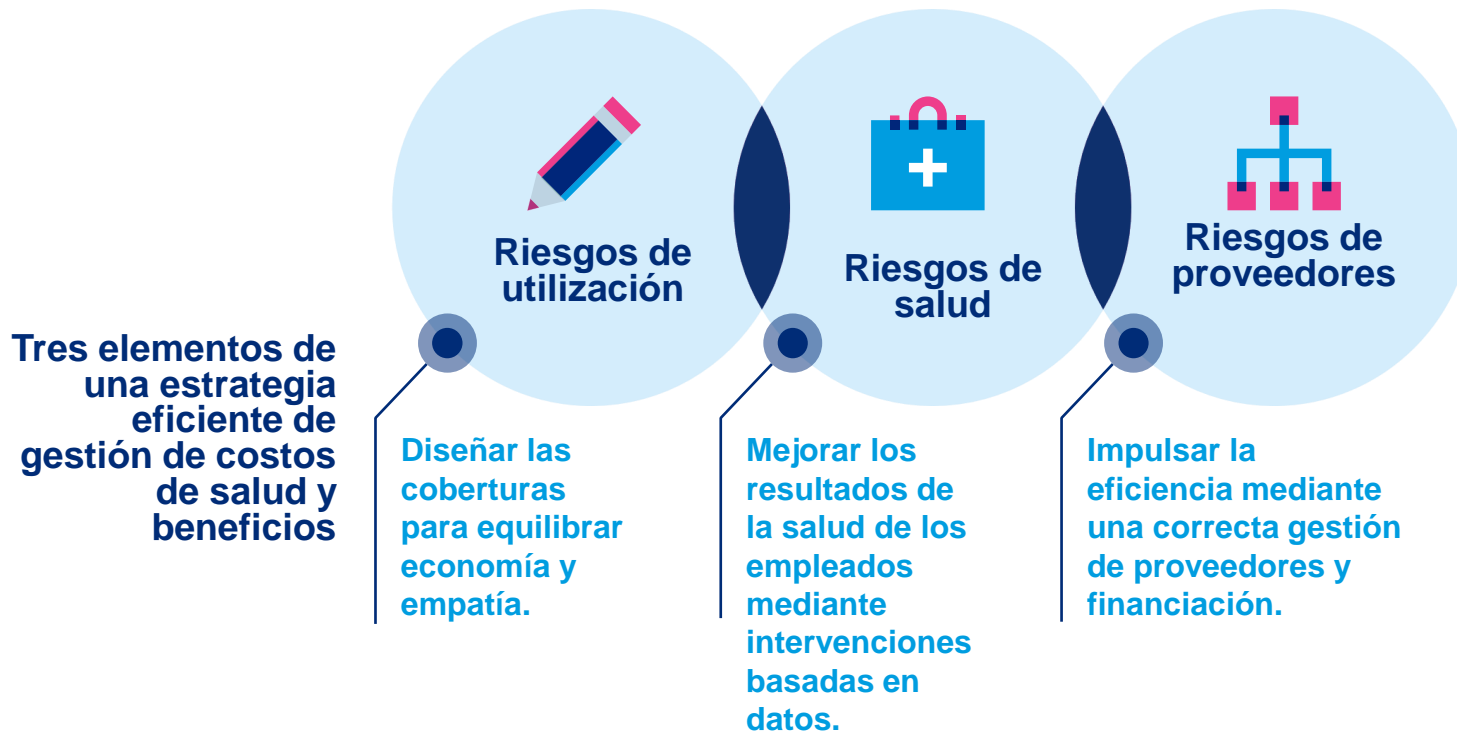 Riesgos de
utilización
Riesgos de
salud
Riesgos de
proveedores
Tres elementos de
una estrategia
eficiente de
gestión de costos
de salud y
beneficios
Diseñar las
coberturas
para equilibrar
economía y
empatía.
Mejorar los
resultados de
la salud de los
empleados
mediante
intervenciones
basadas en
datos.
Impulsar la
eficiencia mediante
una correcta gestión
de proveedores y
financiación.